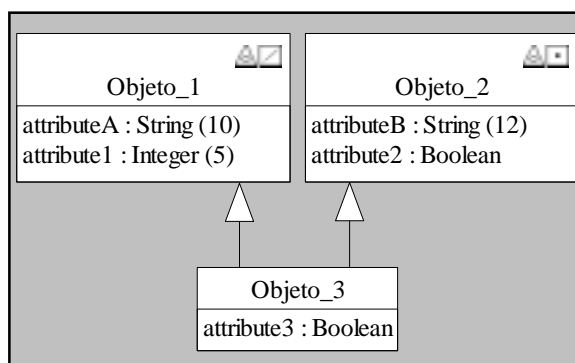 Objeto_1
attributeA : String (10)
attribute1 : Integer (5)
Objeto_2
attributeB : String (12)
attribute2 : Boolean
Objeto_3
attribute3 : Boolean